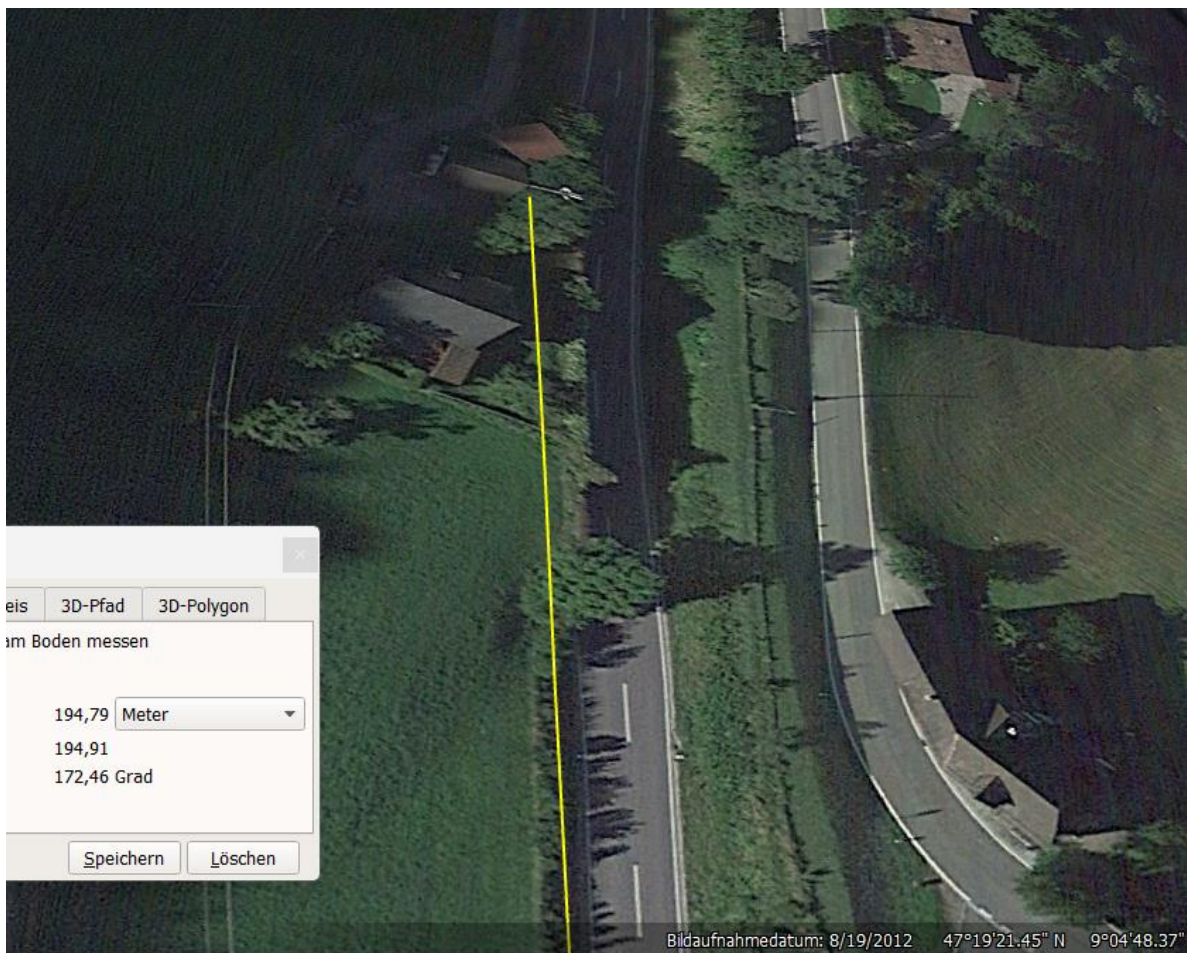 3D-Pfad 3D-Polygon
am Boden messen
194,79 Meter
194,91
172,46 Grad
Speichern Löschen
Bildaufnahmedatum: 8/19/2012 47°19'21.45" N 9°04'48.37"